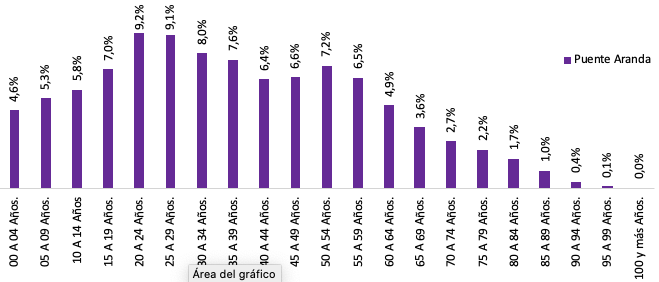 4,6%
5,3%
5,8%
7,0%
9,2%
9,1%
8,0%
7,6%
6,4%
6,6%
7,2%
6,5%
4,9%
3,6%
2,7%
2,2%
1,7%
1,0%
0,4%
0,1%
0,0%
Puente Aranda
00 A 04 Años.
05 A 09 Años.
10 A 14 Años
15 A 19 Años.
20 A 24 Años.
25 A 29 Años.
30 A 34 Años.
35 A 39 Años.
40 A 44 Años.
45 A 49 Años.
50 A 54 Años.
55 A 59 Años.
60 A 64 Años.
65 A 69 Años.
70 A 74 Años.
75 A 79 Años.
80 A 84 Años.
85 A 89 Años.
90 A 94 Años.
95 A 99 Años.
100 y más Años.
Área del gráfico